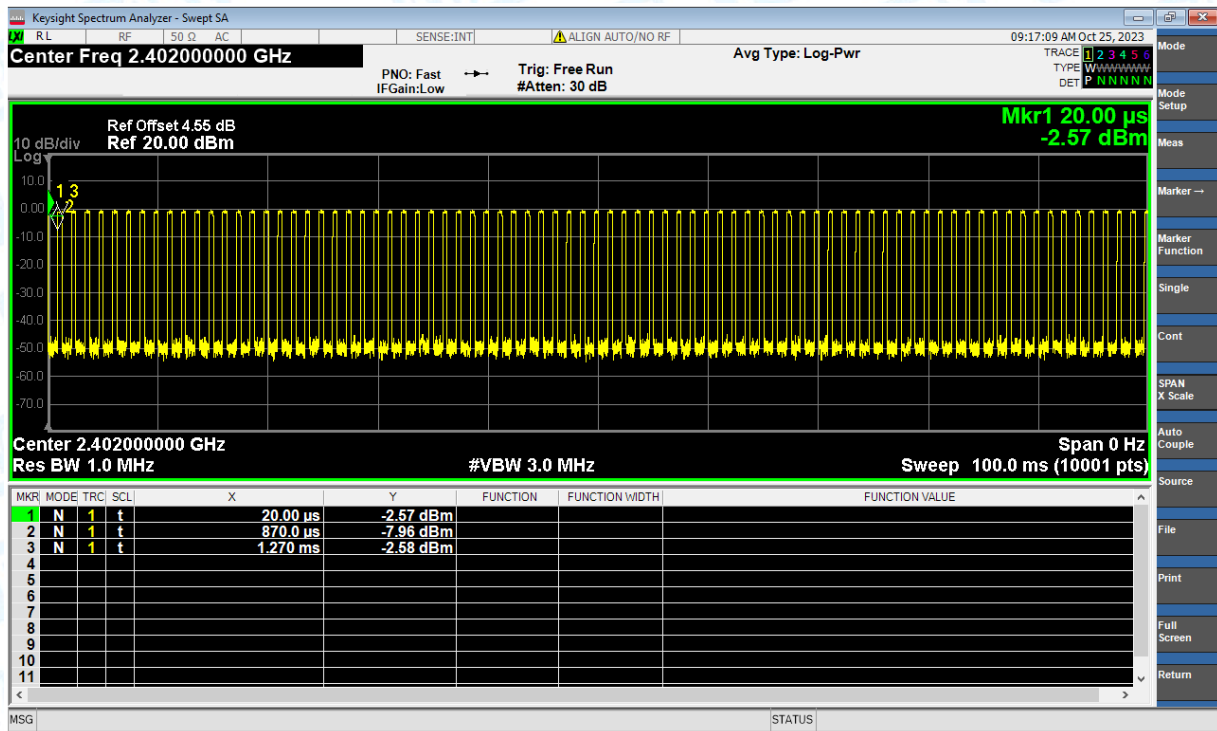 Keysight Spectrum Analyzer - Swept SA
LXI RL RF 50 Ω AC SENSE:INT ALIGN AUTO/NO RF 09:17:09 AM Oct 25, 2023
Center Freq 2.402000000 GHz
PNO: Fast
IFGain:Low
Trig: Free Run
#Atten: 30 dB
Avg Type: Log-Pwr
TRACE 1 2 3 4 5 6
TYPE WWWWWW
DET P N N N N N
Mkr1 20.00 µs
-2.57 dBm
Ref Offset 4.55 dB
10 dB/div Ref 20.00 dBm
Log
10.0
0.00
-10.0
-20.0
-30.0
-40.0
-50.0
-60.0
-70.0
1 3
2
Center 2.402000000 GHz Span 0 Hz
Res BW 1.0 MHz #VBW 3.0 MHz Sweep 100.0 ms (10001 pts)
MKR MODE TRC SCL X Y FUNCTION FUNCTION WIDTH FUNCTION VALUE
1 N 1 t 20.00 µs -2.57 dBm
2 N 1 t 870.0 µs -7.96 dBm
3 N 1 t 1.270 ms -2.58 dBm
4
5
6
7
8
9
10
11
MSG STATUS
Mode
Mode
Setup
Meas
Marker →
Marker
Function
Single
Cont
SPAN
X Scale
Auto
Couple
Source
File
Print
Full
Screen
Return